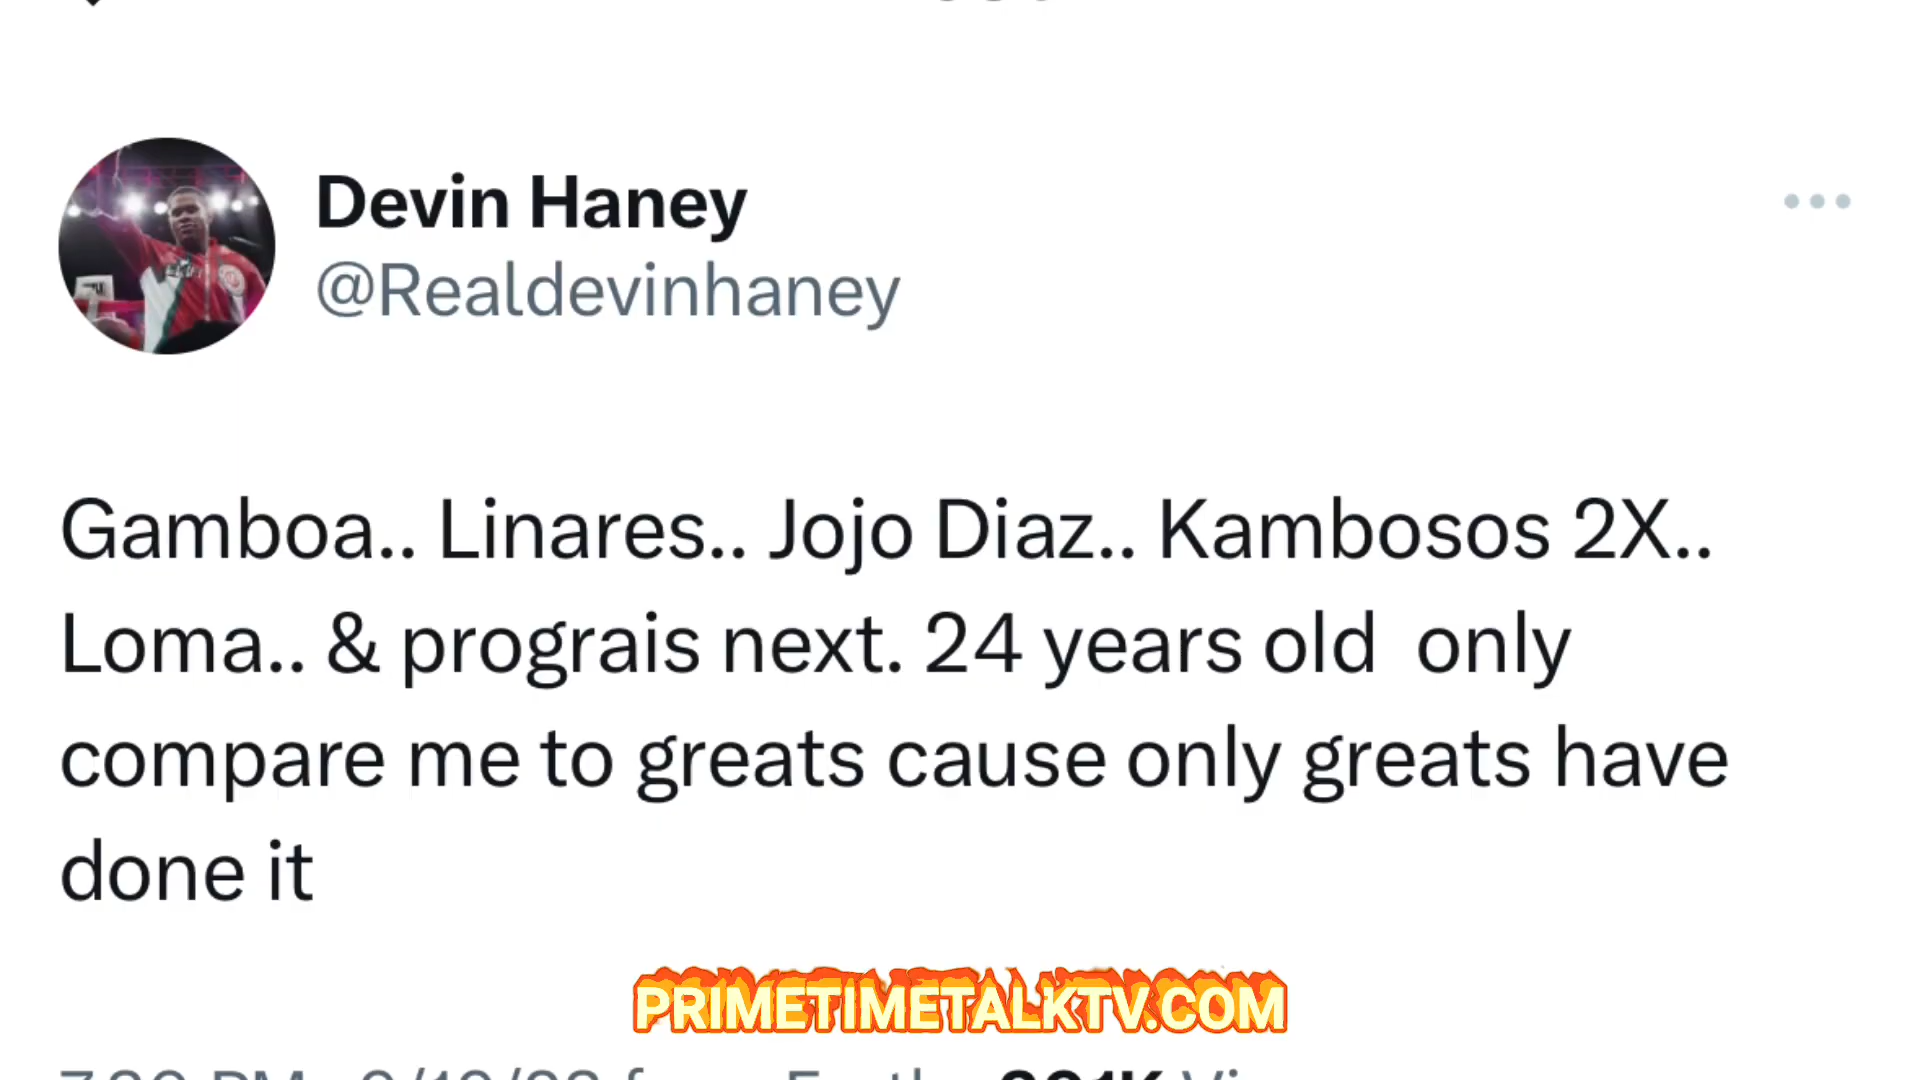 Devin Haney
@Realdevinhaney
Gamboa.. Linares.. Jojo Diaz.. Kambosos 2X..
Loma.. & prograis next. 24 years old only
compare me to greats cause only greats have
done it
PRIMETIMETALKTV.COM